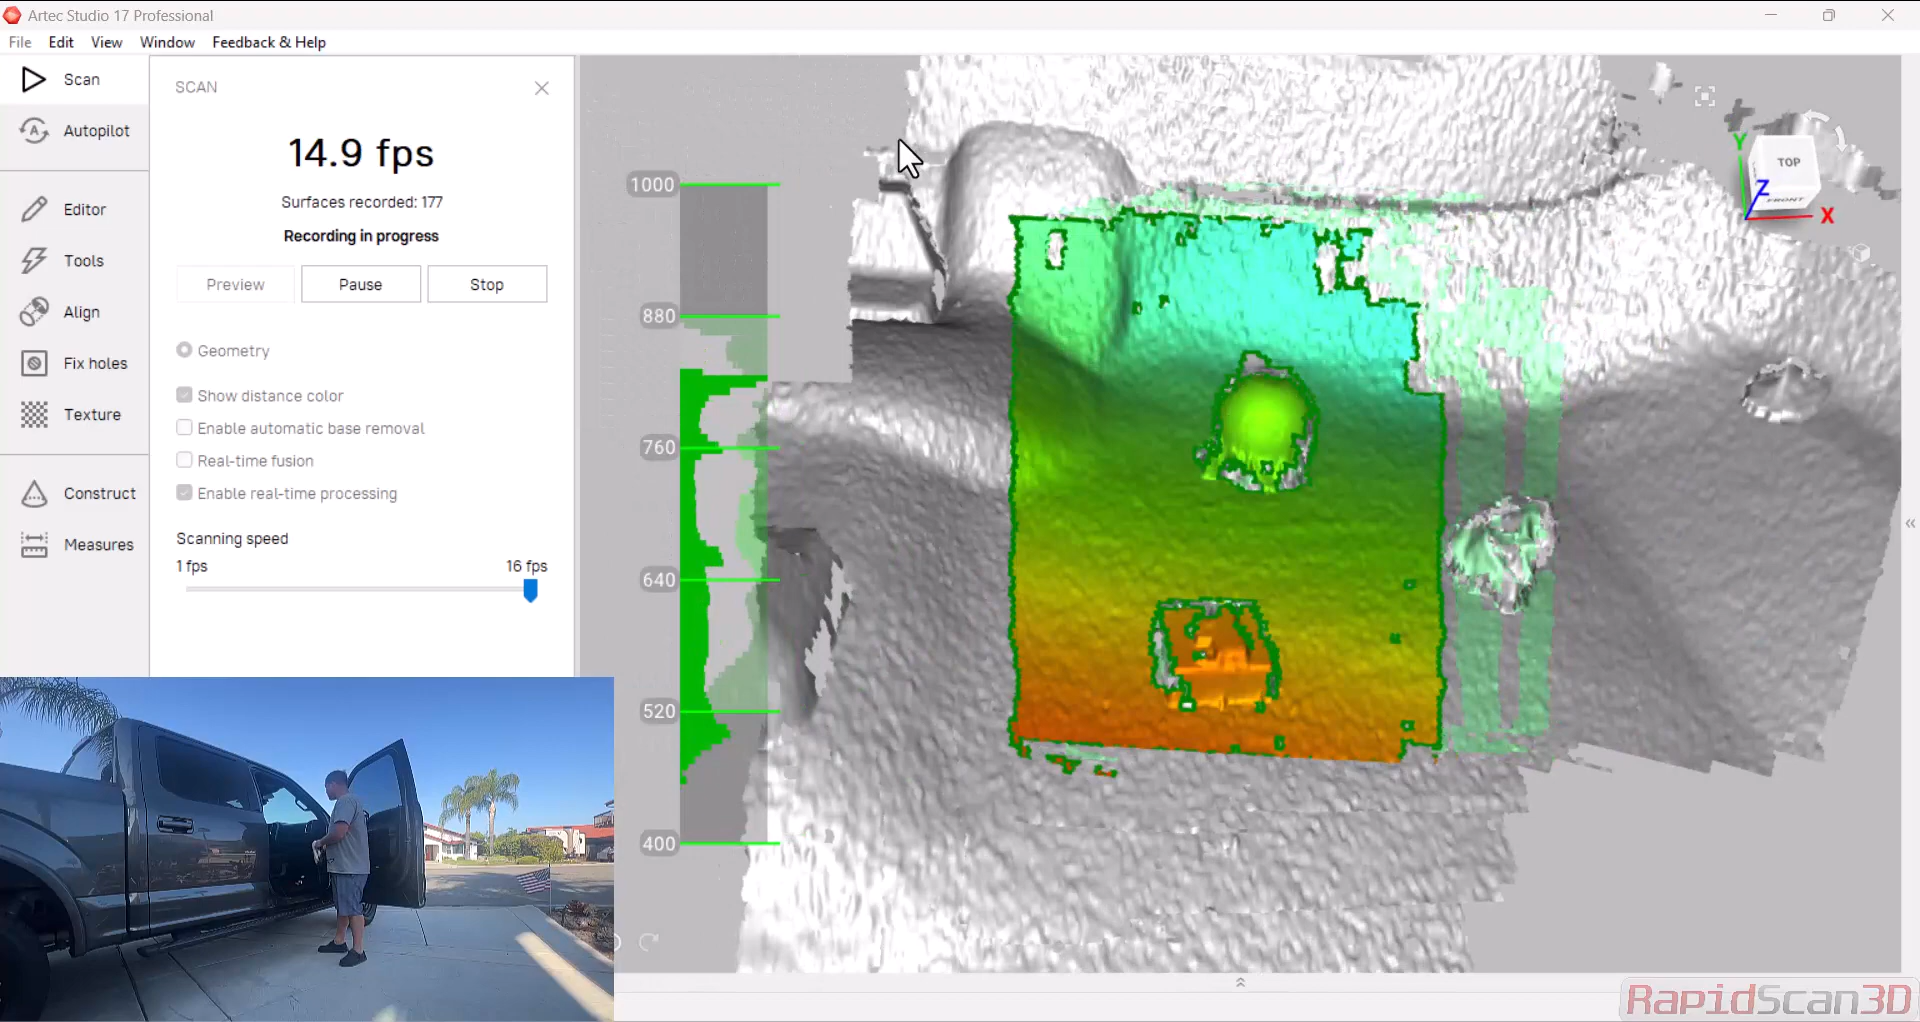 Artec Studio 17 Professional
File Edit View Window Feedback & Help
Scan
Autopilot
Editor
Tools
Align
Fix holes
Texture
Construct
Measures
SCAN
14.9 fps
Surfaces recorded: 177
Recording in progress
Preview Pause Stop
Geometry
Show distance color
Enable automatic base removal
Real-time fusion
Enable real-time processing
Scanning speed
1 fps 16 fps
1000
880
760
640
520
400
Y
Z
X
TOP
FRONT
RapidScan3D